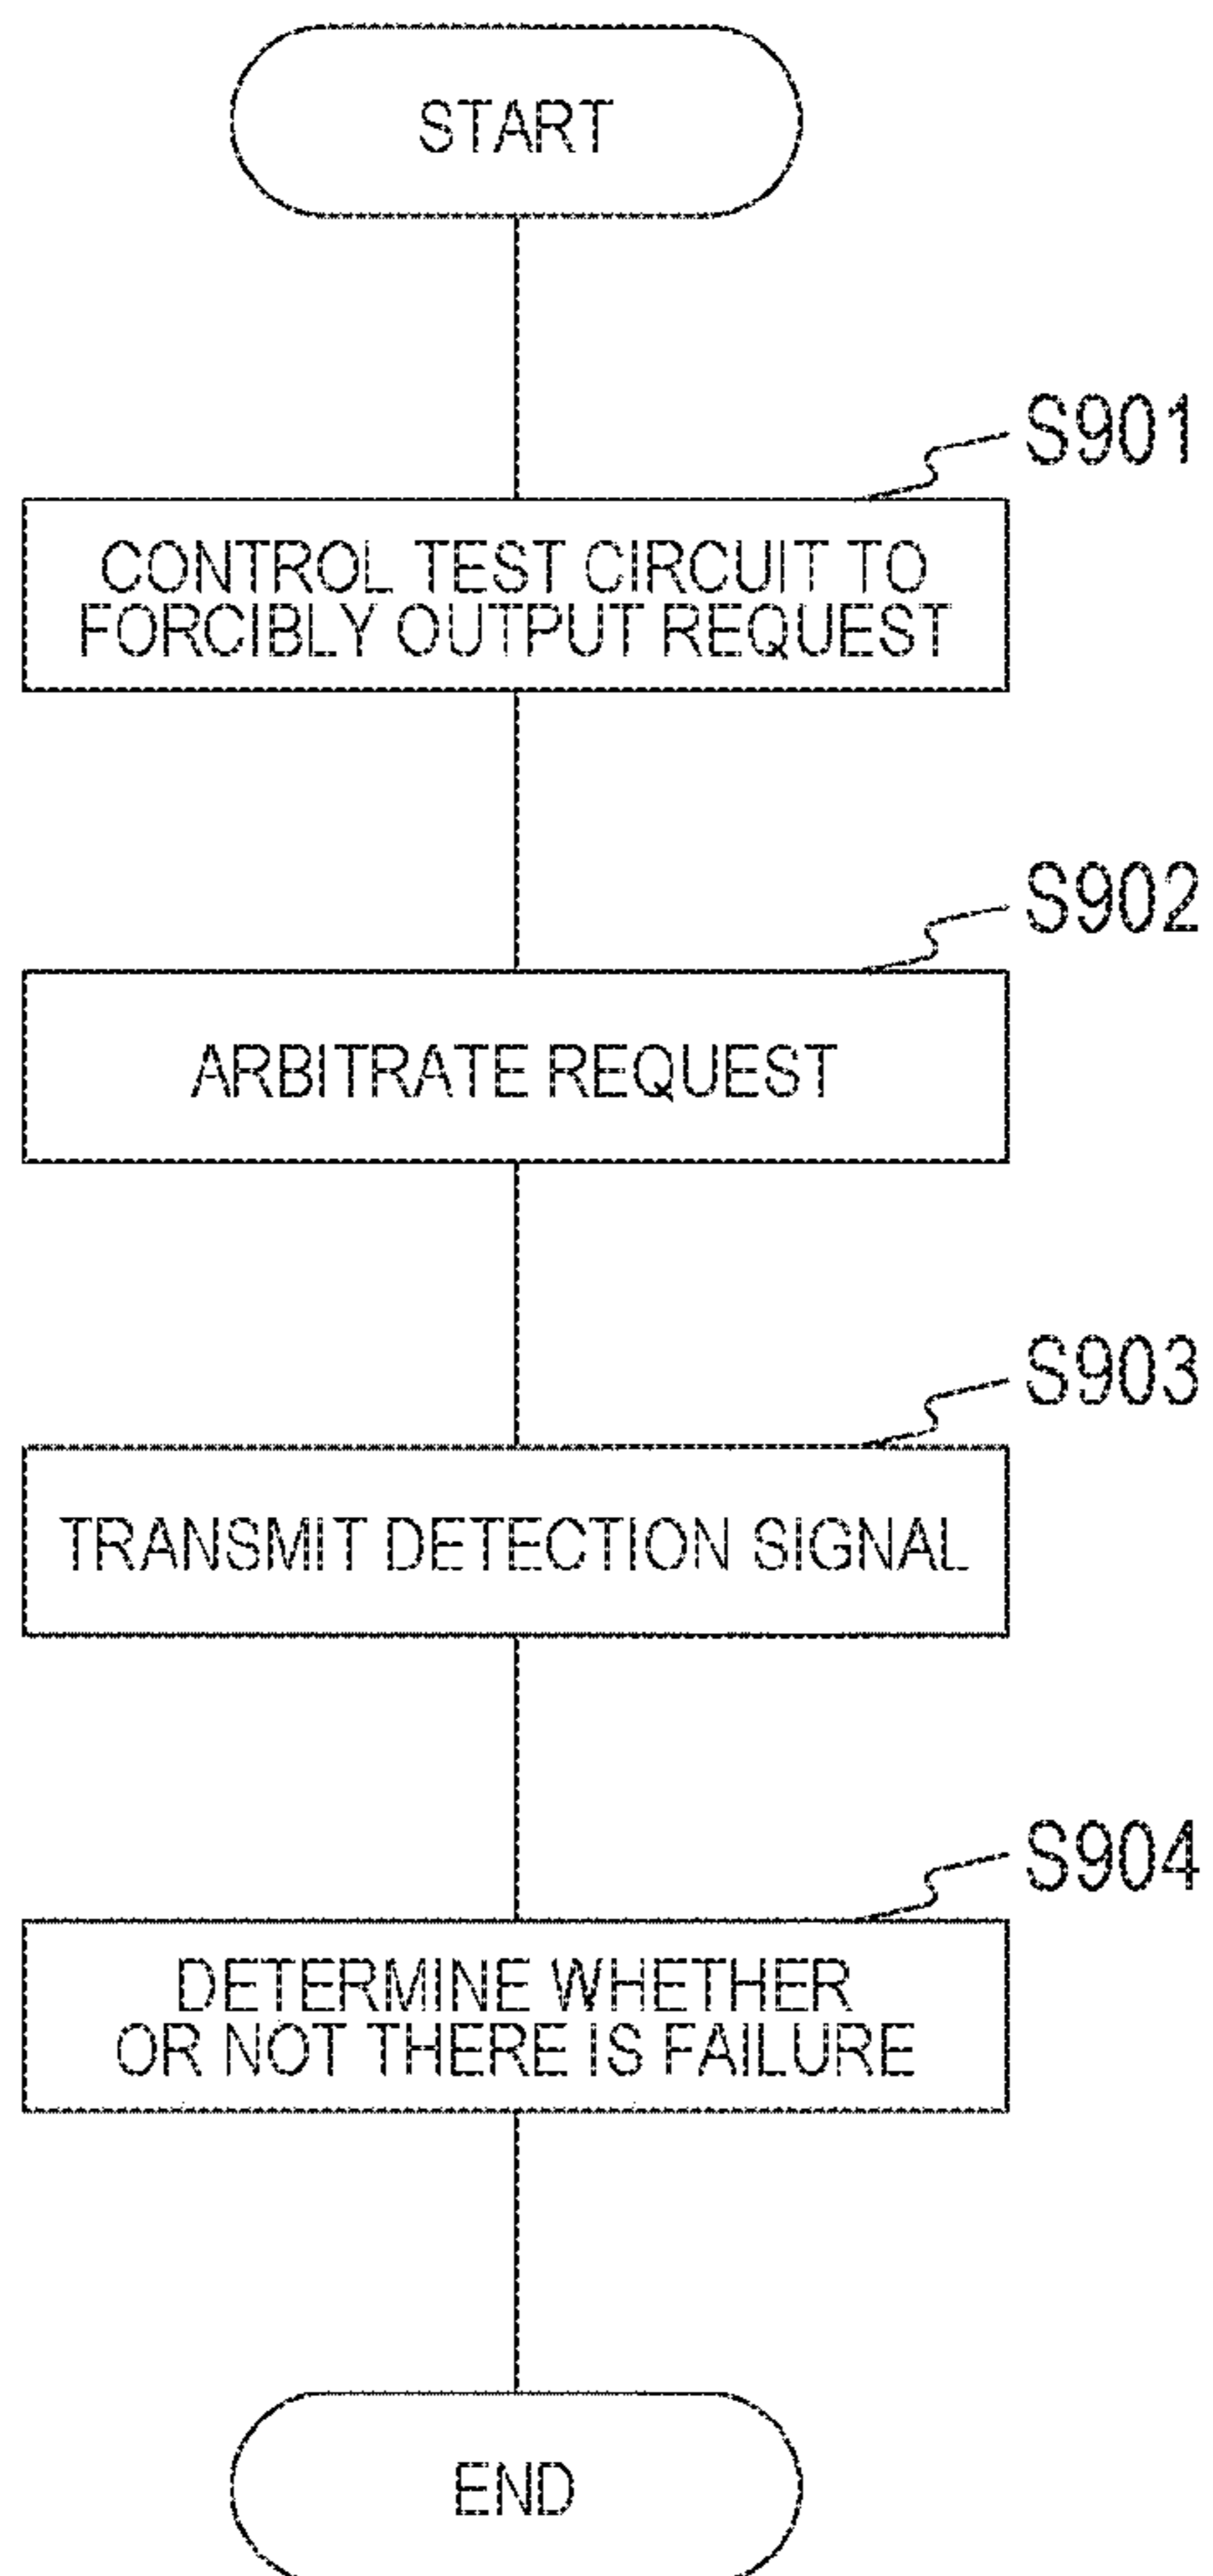 START
S901
CONTROL TEST CIRCUIT TO
FORCIBLY OUTPUT REQUEST
S902
ARBITRATE REQUEST
S903
TRANSMIT DETECTION SIGNAL
S904
DETERMINE WHETHER
OR NOT THERE IS FAILURE
END